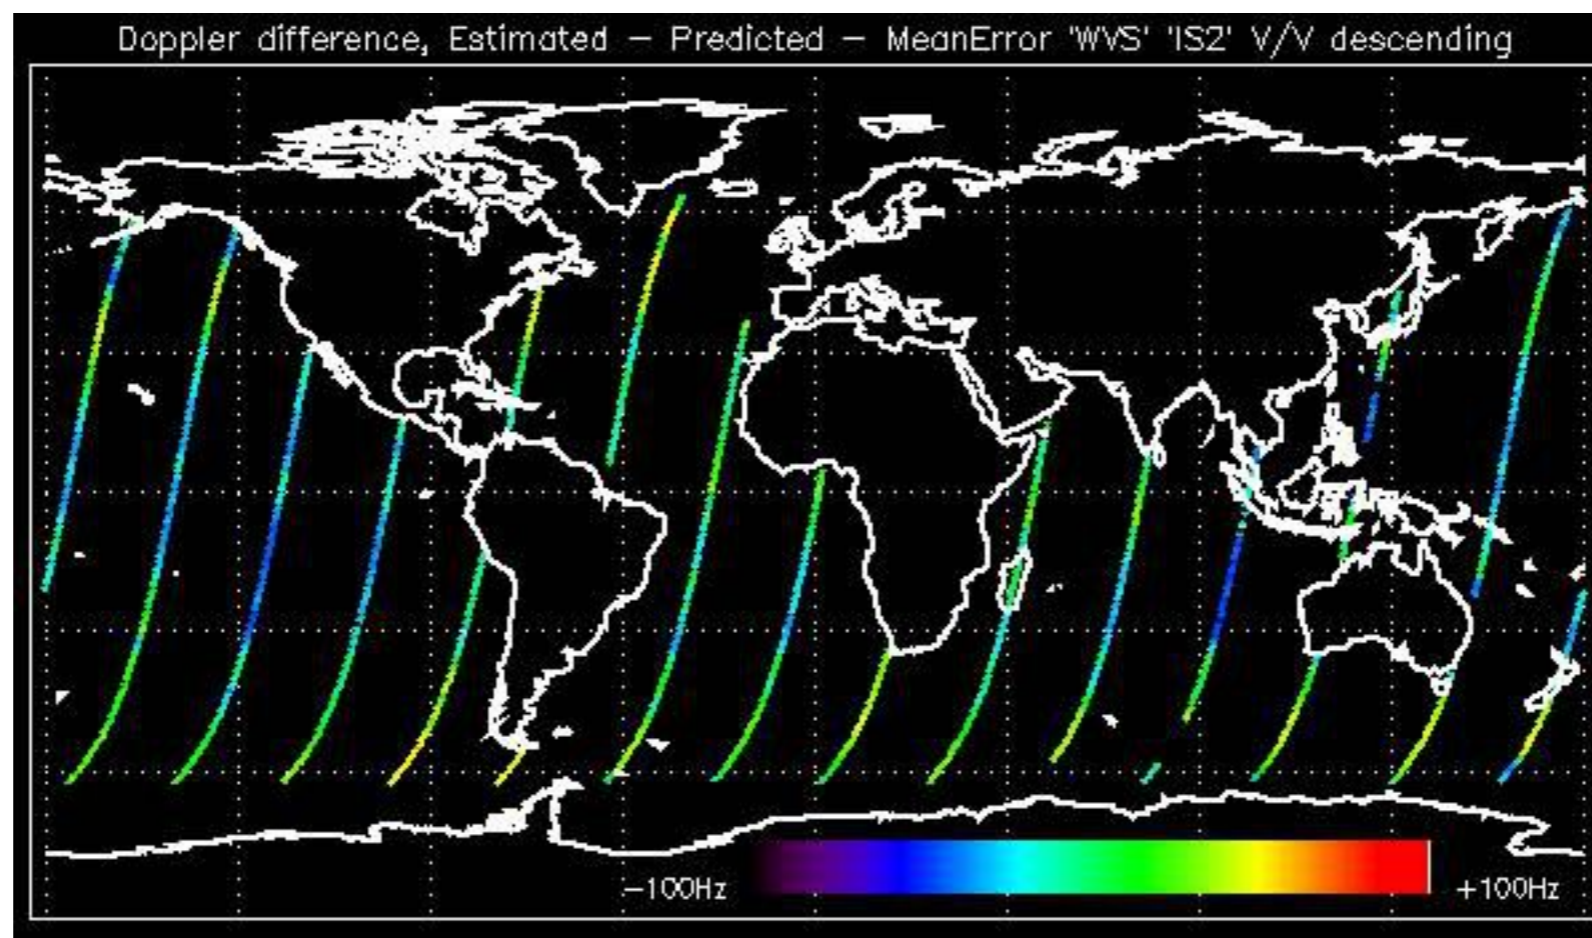 Doppler difference, Estimated – Predicted – MeanError 'WVS' 'IS2' V/V descending
–100Hz +100Hz